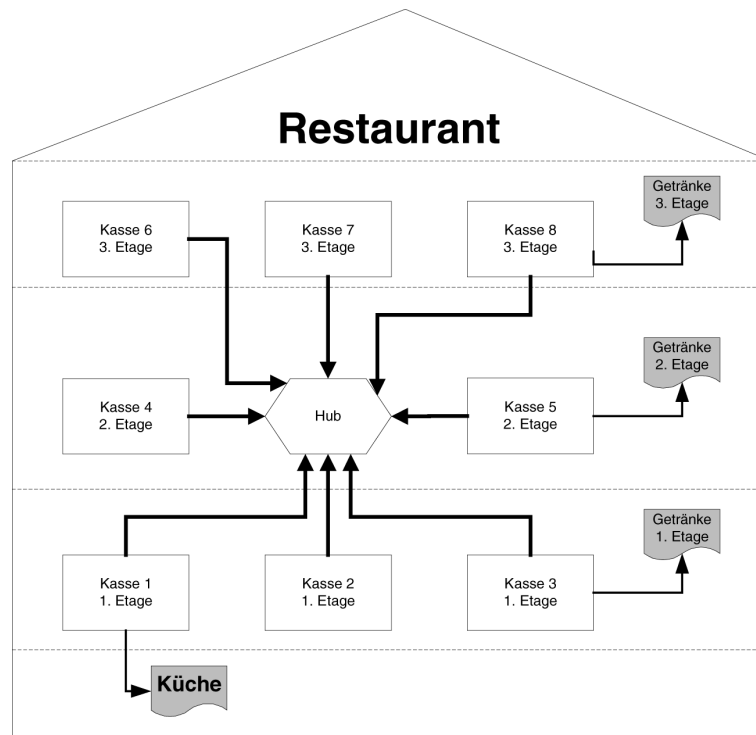 Restaurant
Kasse 6
3. Etage
Kasse 7
3. Etage
Kasse 8
3. Etage
Getränke
3. Etage
Kasse 4
2. Etage
Hub
Kasse 5
2. Etage
Getränke
2. Etage
Kasse 1
1. Etage
Kasse 2
1. Etage
Kasse 3
1. Etage
Getränke
1. Etage
Küche